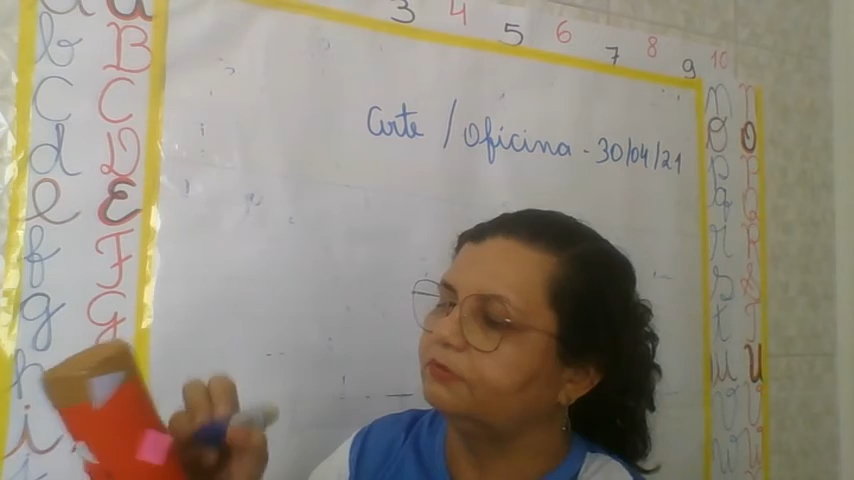 3 4 5 6 7 8 9 10
Arte / Oficina - 30/04/21
a a
b B
c C
d D
e E
f F
g G
h
i
n n
o O
p P
q Q
r R
s s
t T
u u
v v
w w